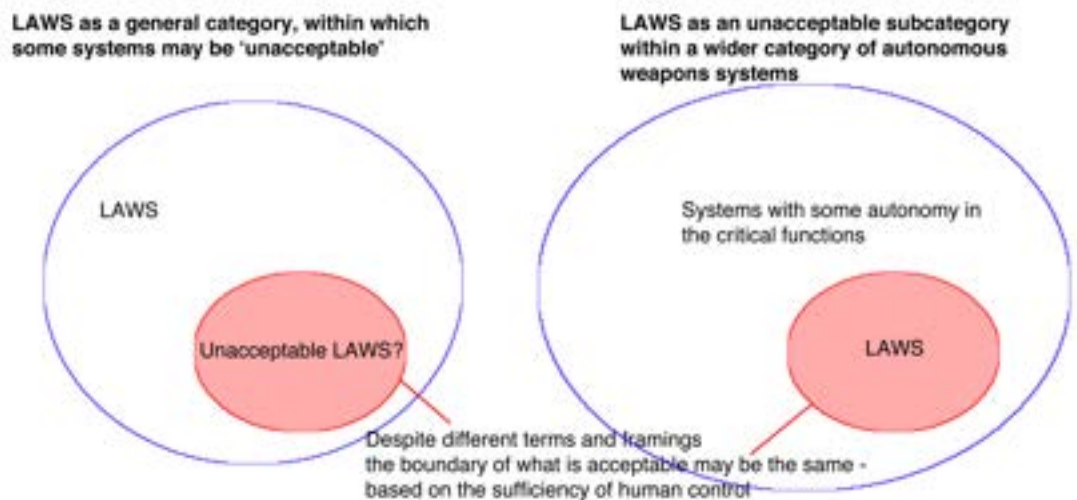 LAWS as a general category, within which
some systems may be 'unacceptable'
LAWS
Unacceptable LAWS?
LAWS as an unacceptable subcategory
within a wider category of autonomous
weapons systems
Systems with some autonomy in
the critical functions
LAWS
Despite different terms and framings
the boundary of what is acceptable may be the same -
based on the sufficiency of human control